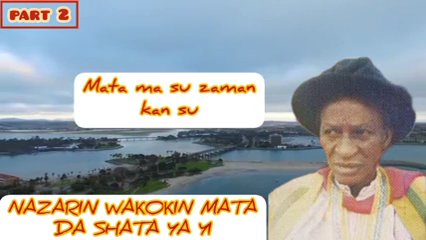 PART 2
Mata ma su zaman
kan su
NAZARIN WAKOKIN MATA
DA SHATA YA YI